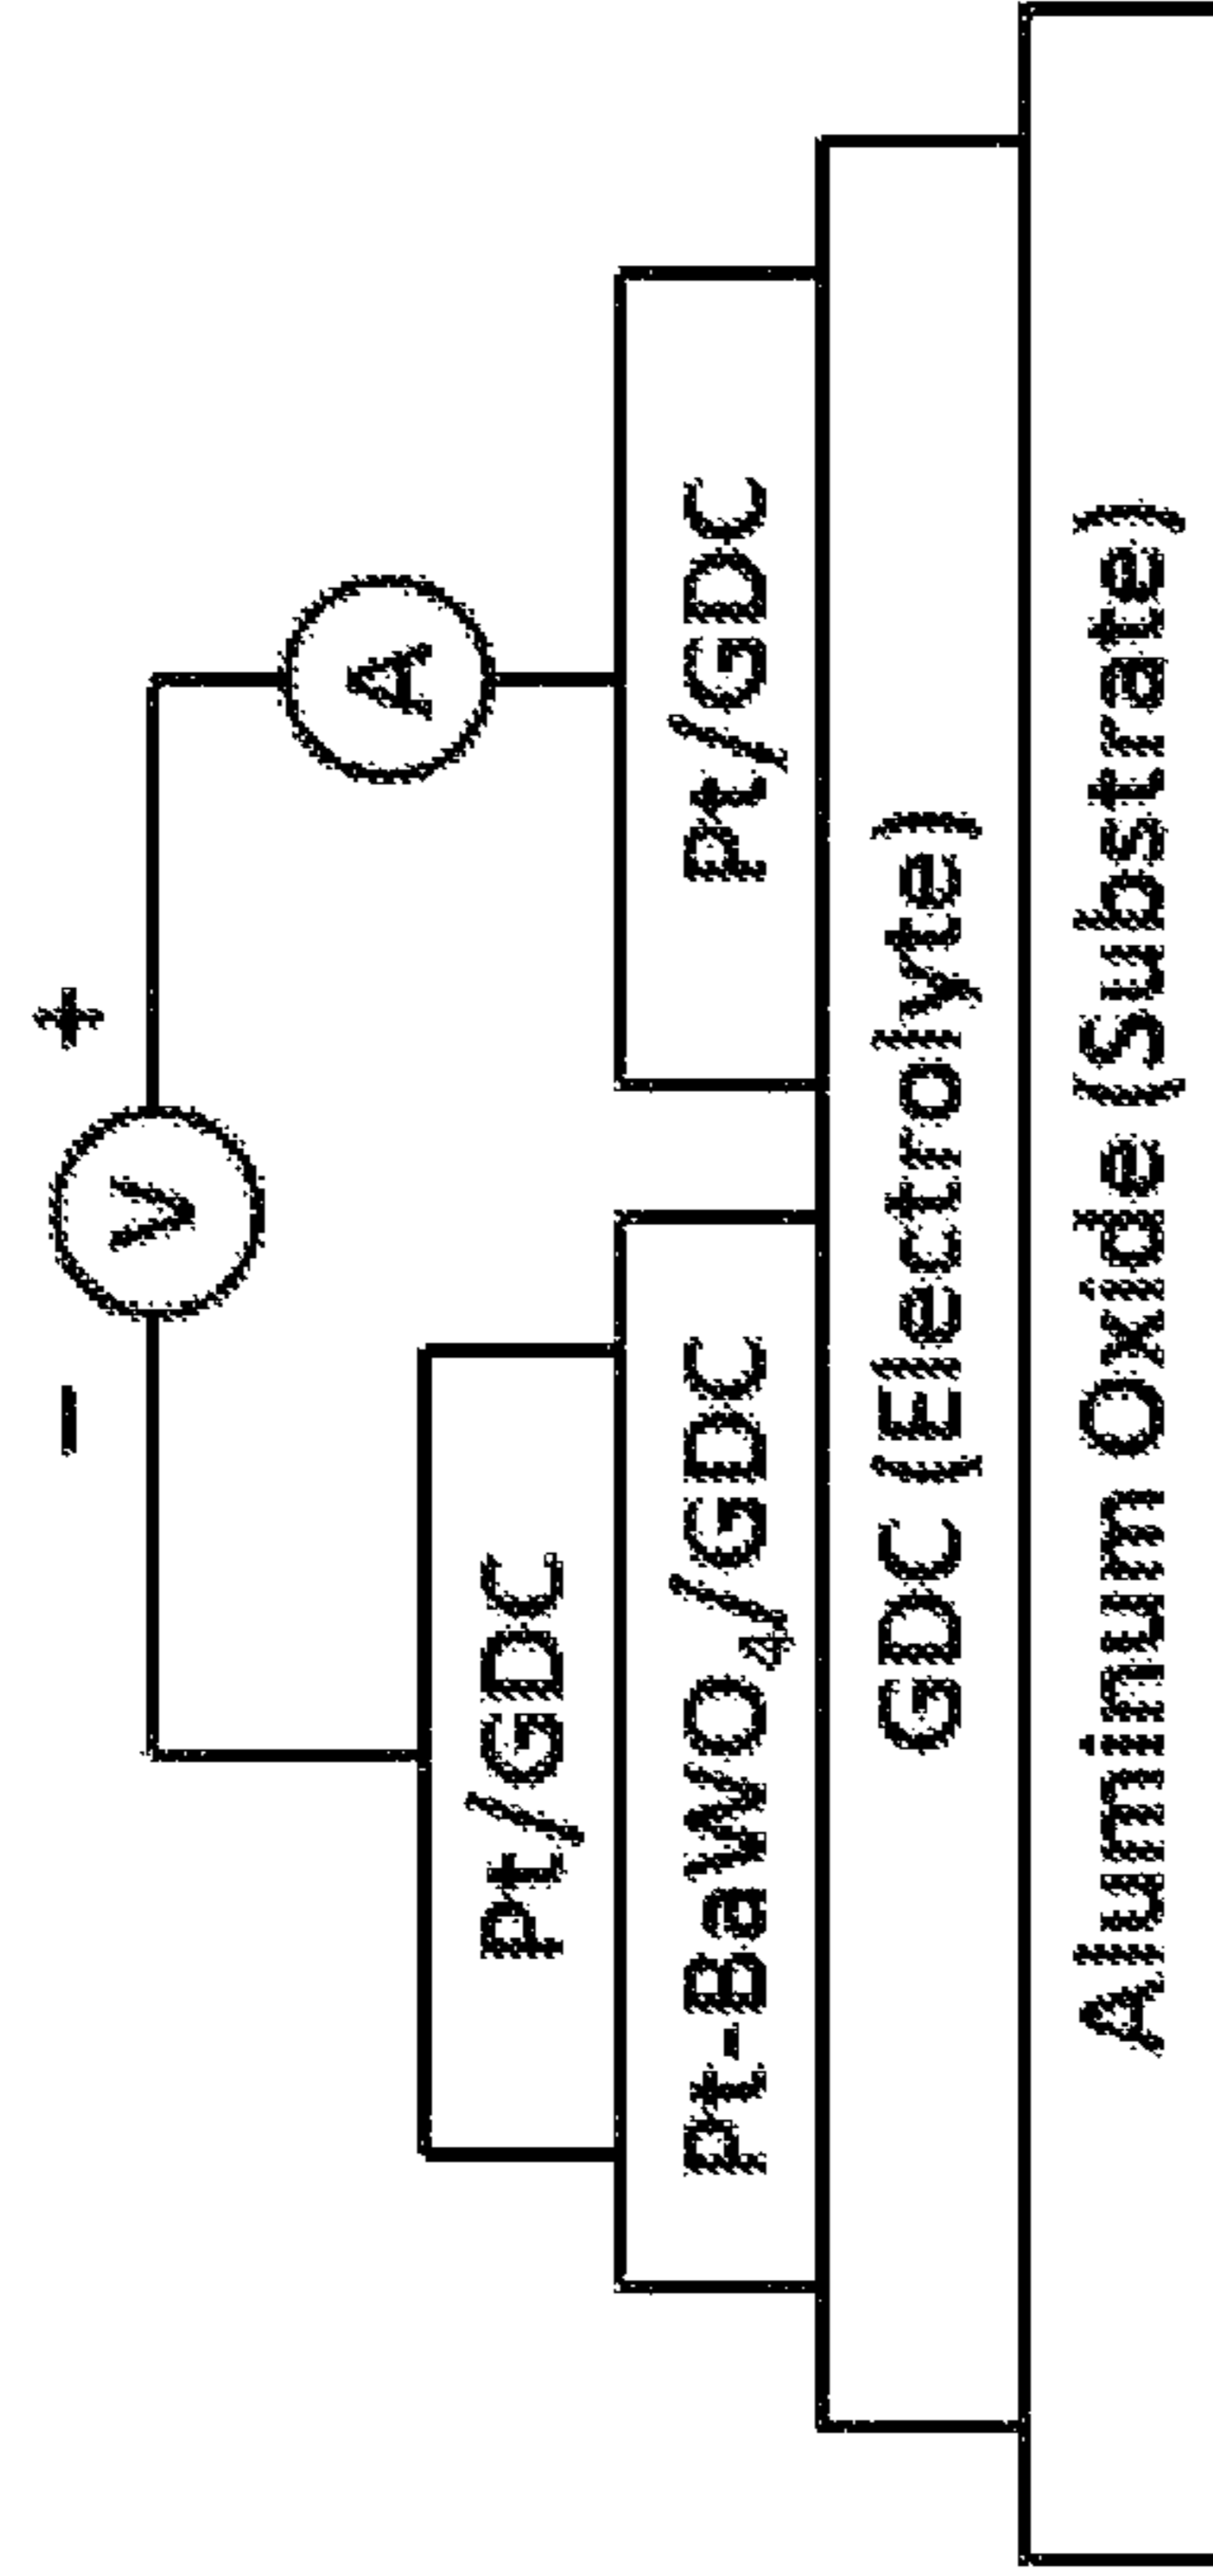 - +
V
A
Pt/GDC
Pt-BaWO₄/GDC
Pt/GDC
GDC (Electrolyte)
Aluminum Oxide (Substrate)